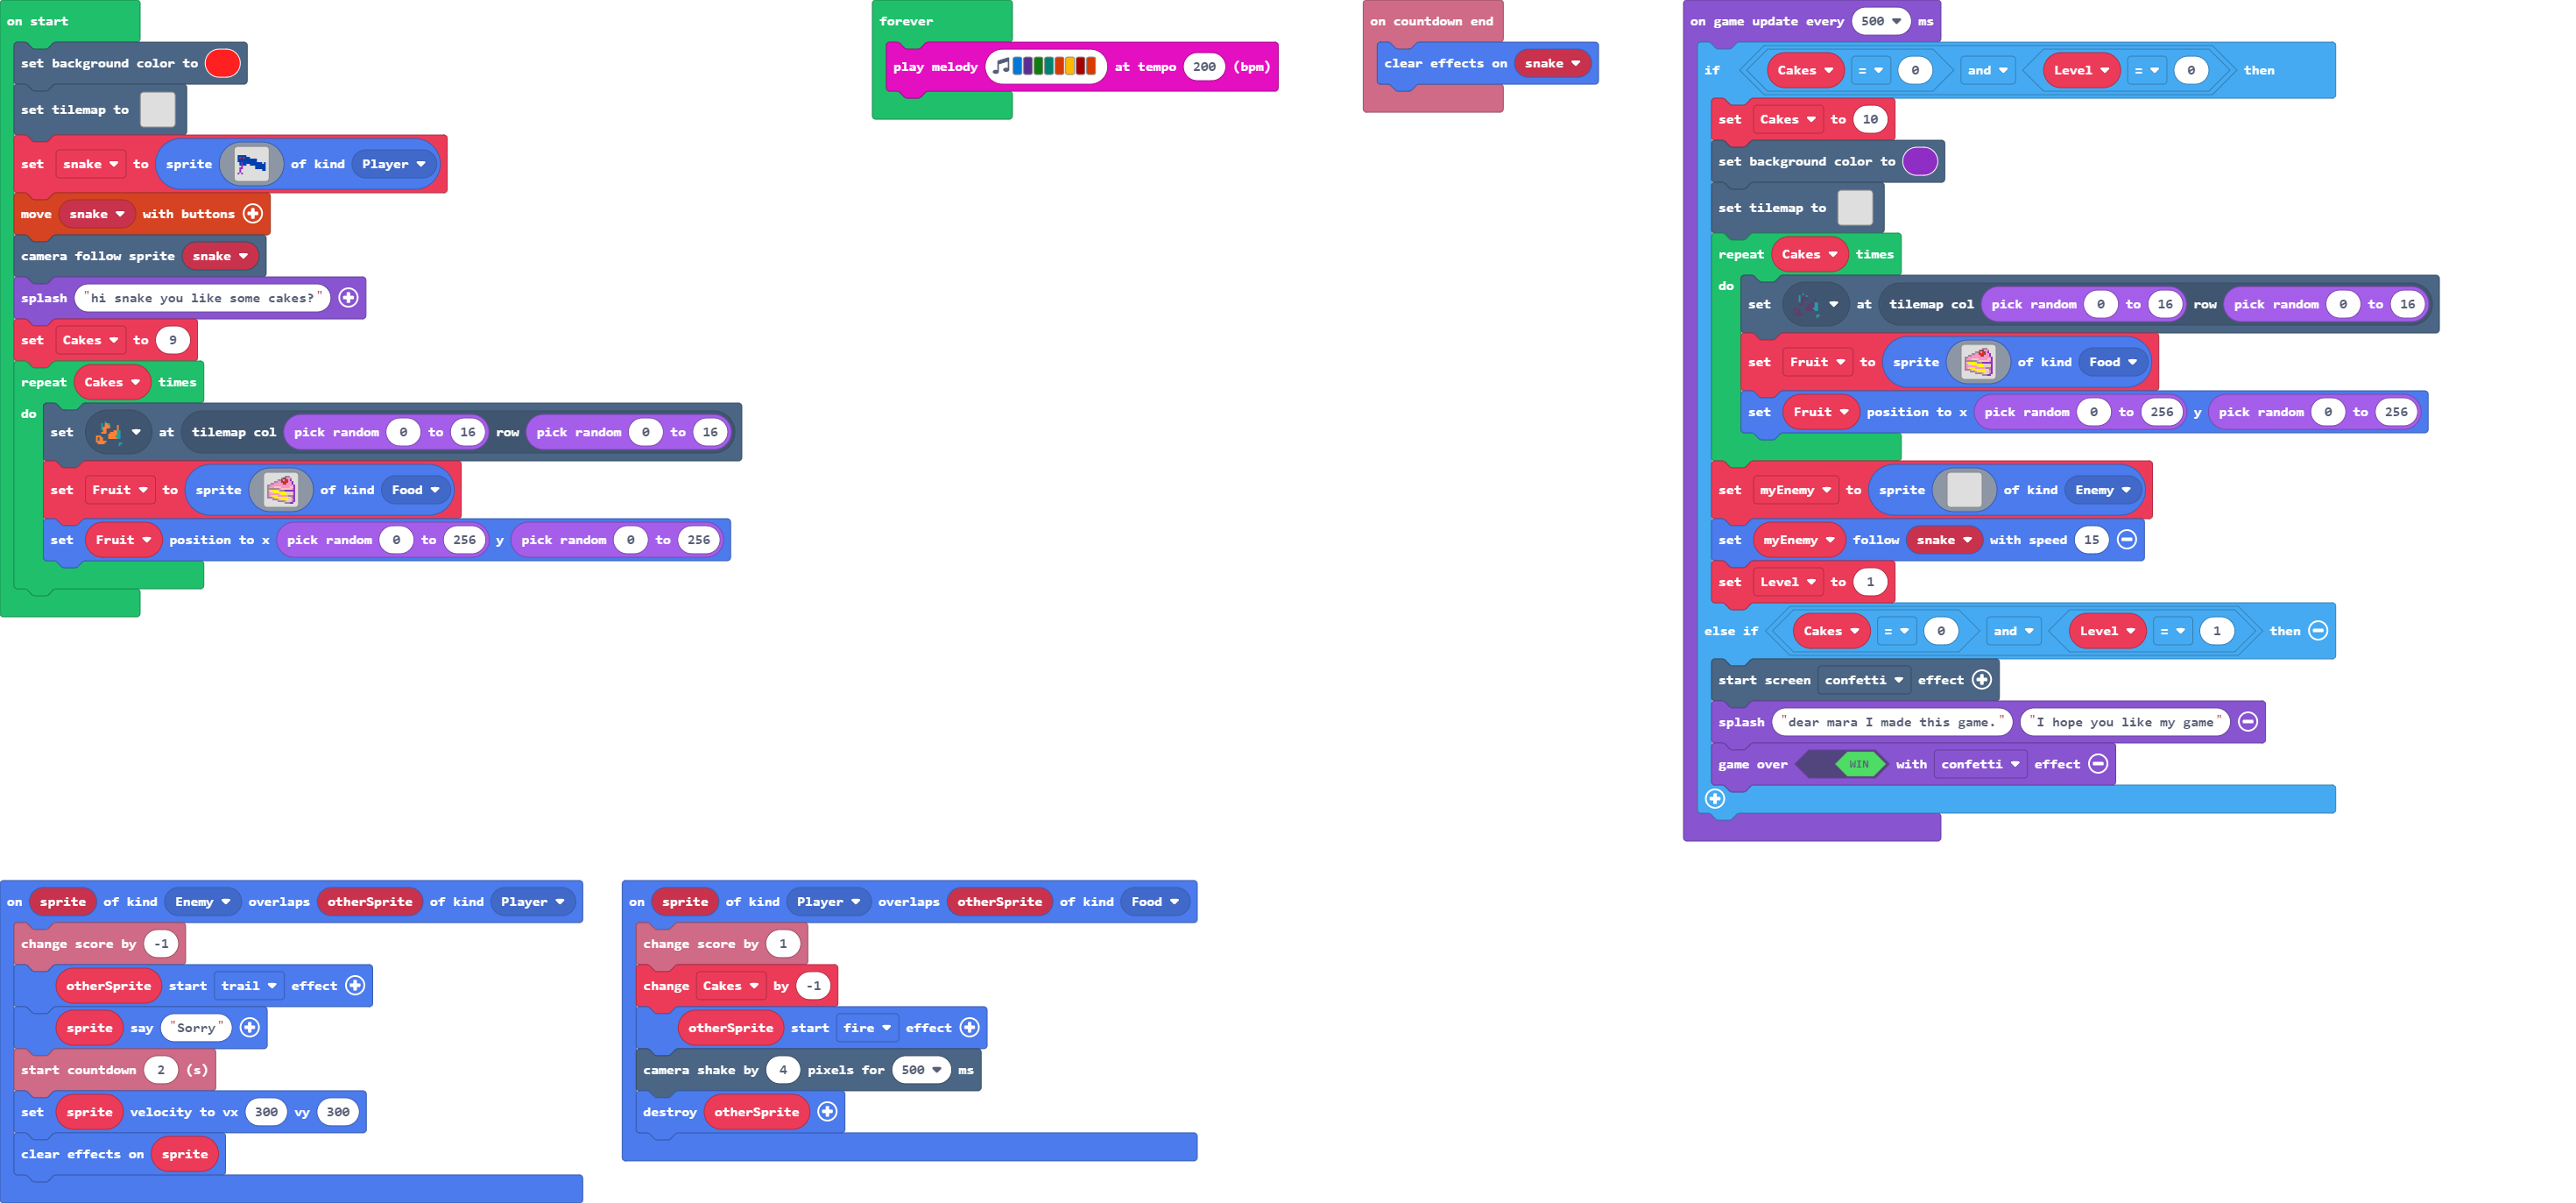 on start
set background color to
set tilemap to
set snake to sprite of kind Player
move snake with buttons
camera follow sprite snake
splash "hi snake you like some cakes?"
set Cakes to 9
repeat Cakes times
do
set at tilemap col pick random 0 to 16 row pick random 0 to 16
set Fruit to sprite of kind Food
set Fruit position to x pick random 0 to 256 y pick random 0 to 256
forever
play melody at tempo 200 (bpm)
on countdown end
clear effects on snake
on game update every 500 ms
if Cakes = 0 and Level = 0 then
set Cakes to 10
set background color to
set tilemap to
repeat Cakes times
do
set at tilemap col pick random 0 to 16 row pick random 0 to 16
set Fruit to sprite of kind Food
set Fruit position to x pick random 0 to 256 y pick random 0 to 256
set myEnemy to sprite of kind Enemy
set myEnemy follow snake with speed 15
set Level to 1
else if Cakes = 0 and Level = 1 then
start screen confetti effect
splash "dear mara I made this game." "I hope you like my game"
game over WIN with confetti effect
on sprite of kind Enemy overlaps otherSprite of kind Player
change score by -1
otherSprite start trail effect
sprite say "Sorry"
start countdown 2 (s)
set sprite velocity to vx 300 vy 300
clear effects on sprite
on sprite of kind Player overlaps otherSprite of kind Food
change score by 1
change Cakes by -1
otherSprite start fire effect
camera shake by 4 pixels for 500 ms
destroy otherSprite